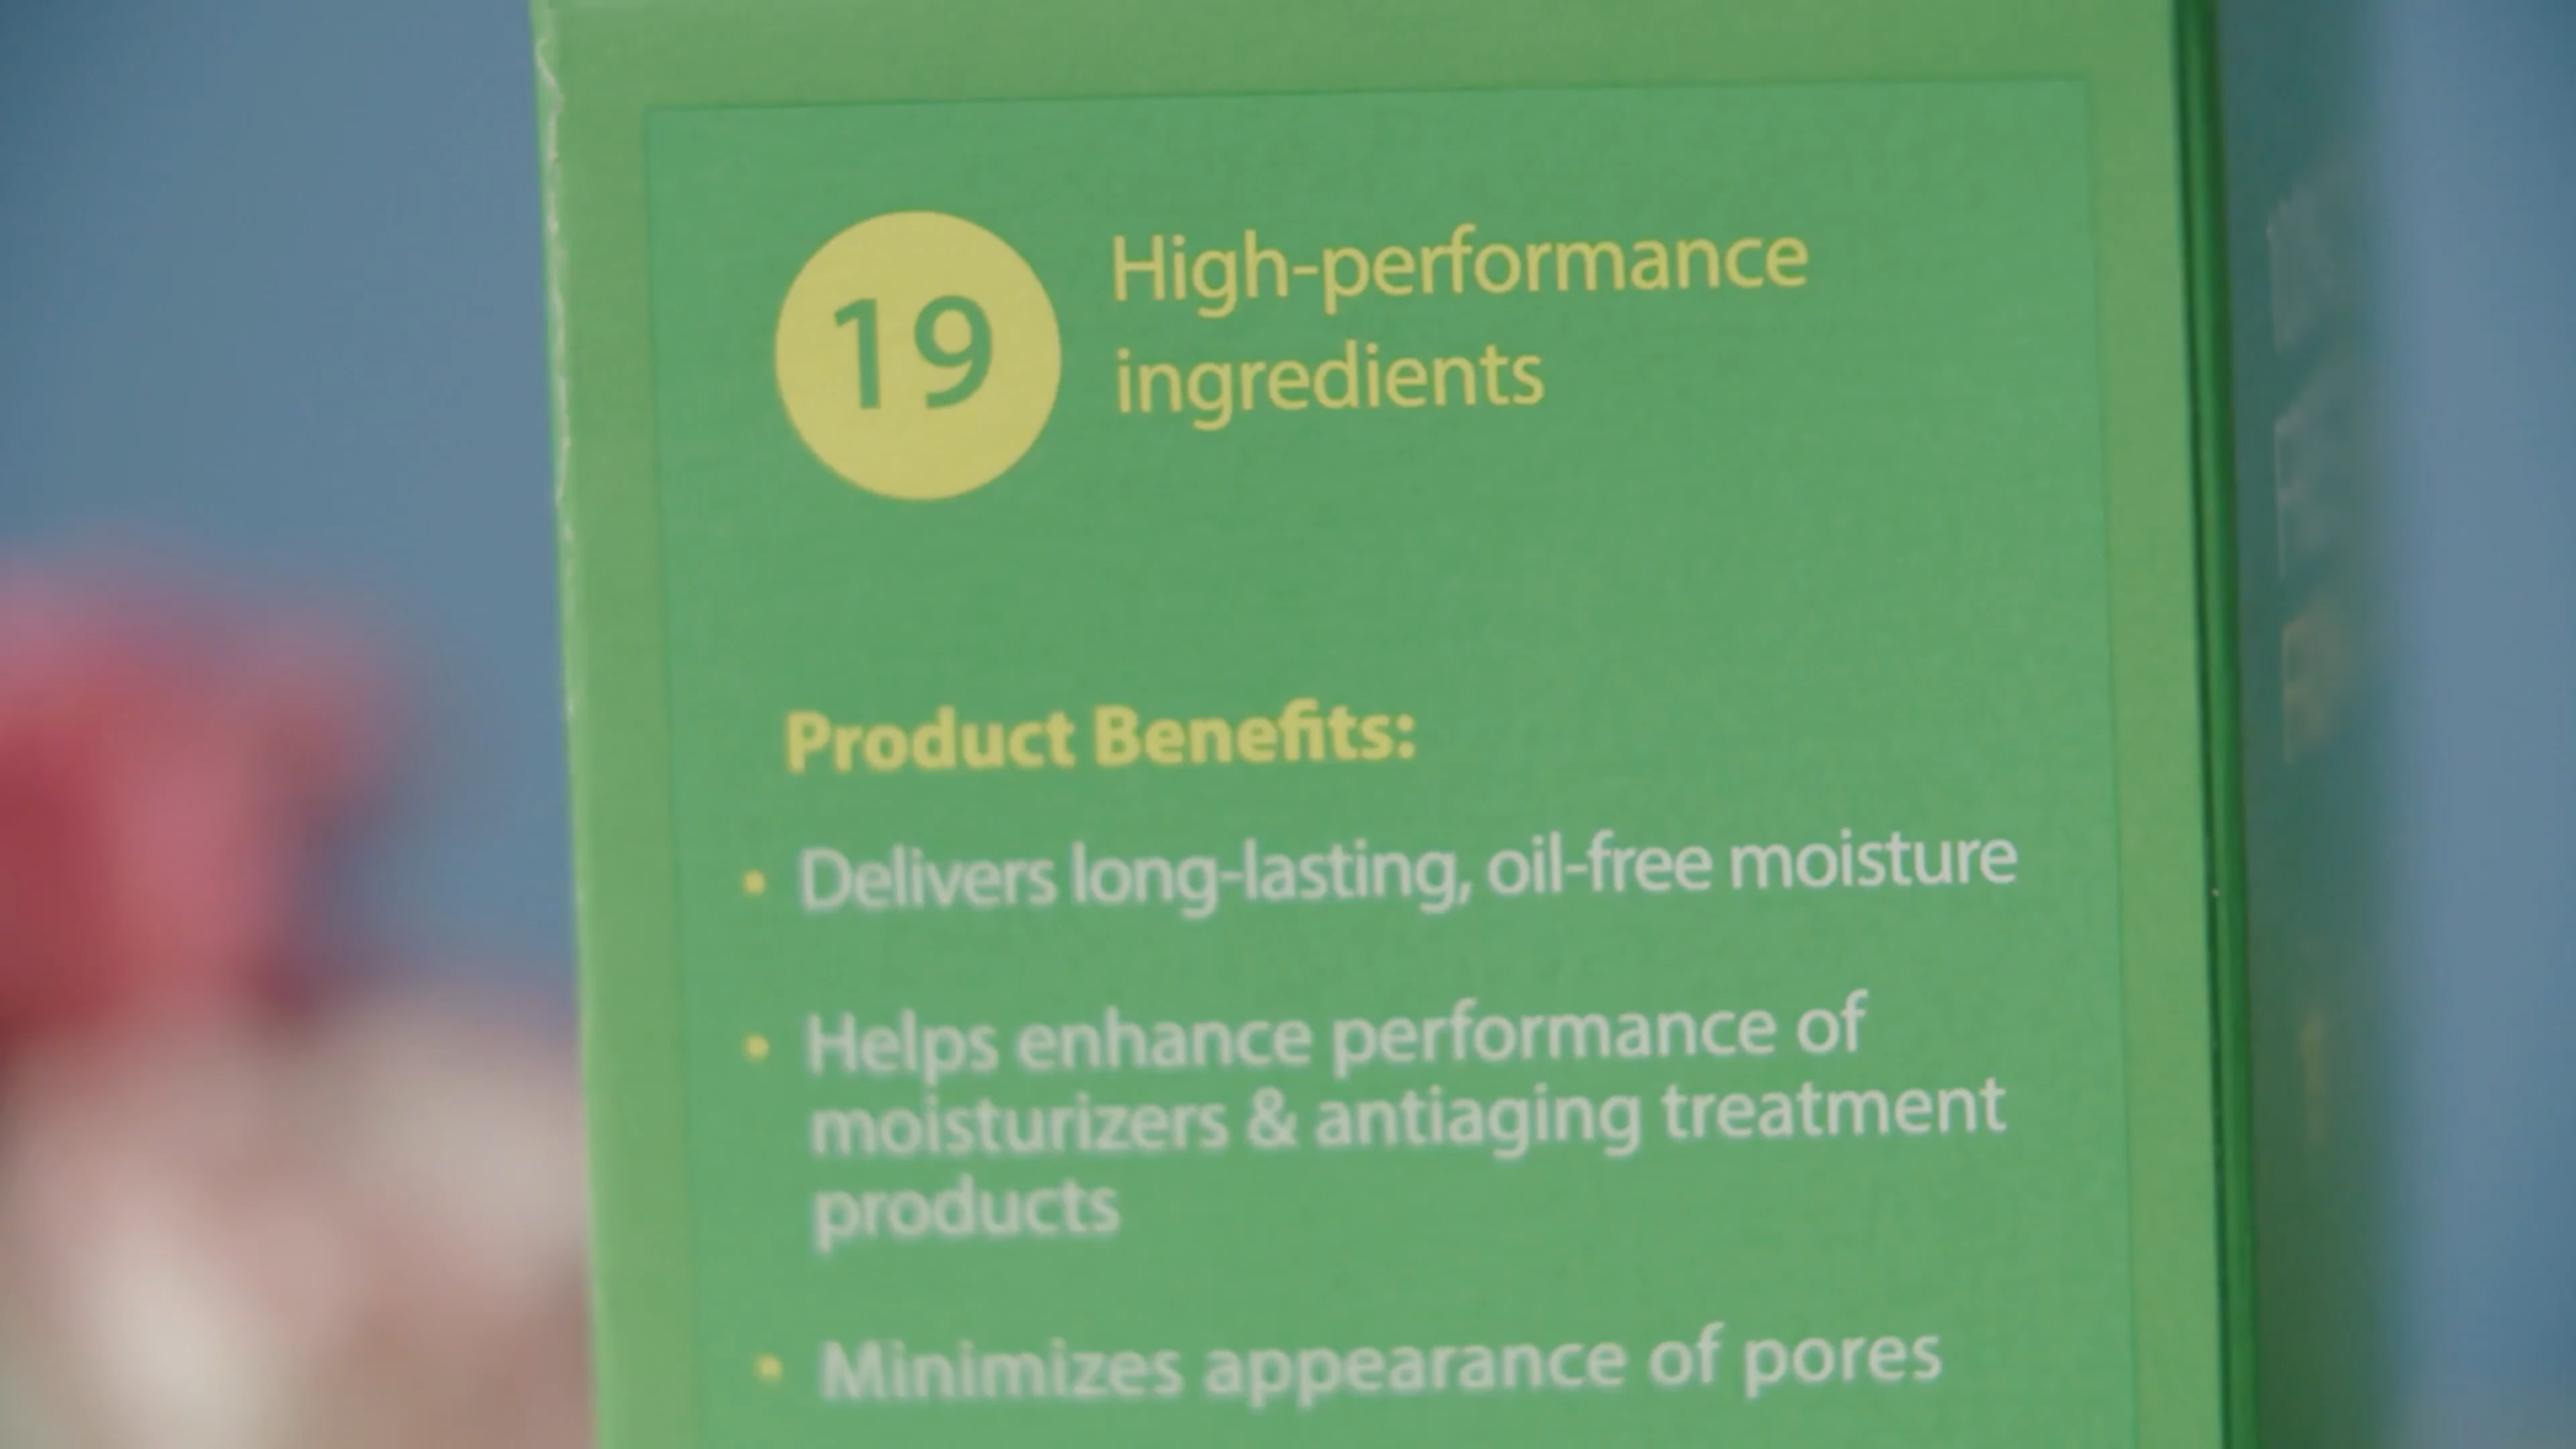 19
High-performance
ingredients
Product Benefits:
• Delivers long-lasting, oil-free moisture
• Helps enhance performance of
moisturizers & antiaging treatment
products
• Minimizes appearance of pores